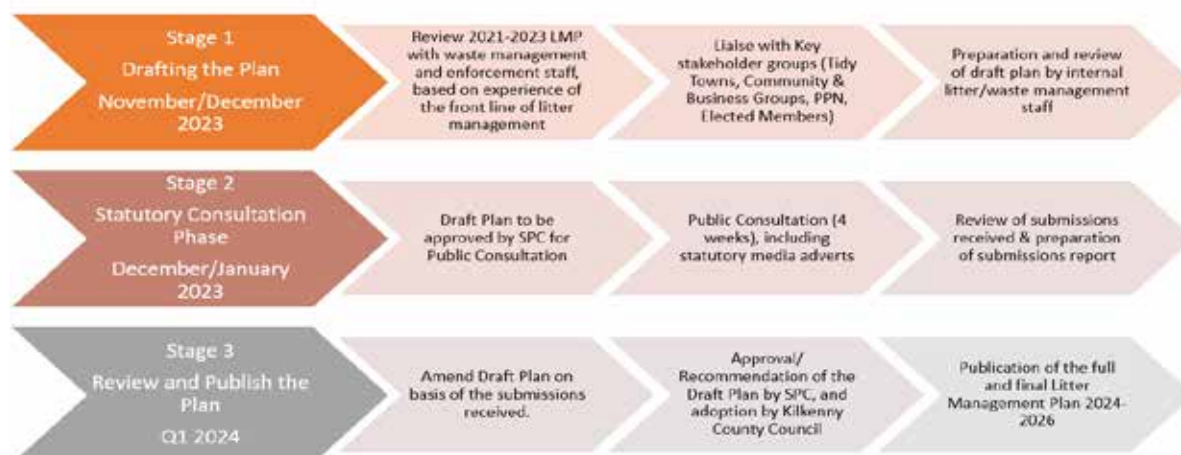 Stage 1
Drafting the Plan
November/December
2023
Review 2021-2023 LMP
with waste management
and enforcement staff,
based on experience of
the front line of litter
management
Liaise with Key
stakeholder groups (Tidy
Towns, Community &
Business Groups, PPN,
Elected Members)
Preparation and review
of draft plan by internal
litter/waste management
staff
Stage 2
Statutory Consultation
Phase
December/January
2023
Draft Plan to be
approved by SPC for
Public Consultation
Public Consultation (4
weeks), including
statutory media adverts
Review of submissions
received & preparation
of submissions report
Stage 3
Review and Publish the
Plan
Q1 2024
Amend Draft Plan on
basis of the submissions
received.
Approval/
Recommendation of the
Draft Plan by SPC, and
adoption by Kilkenny
County Council
Publication of the full
and final Litter
Management Plan 2024-
2026